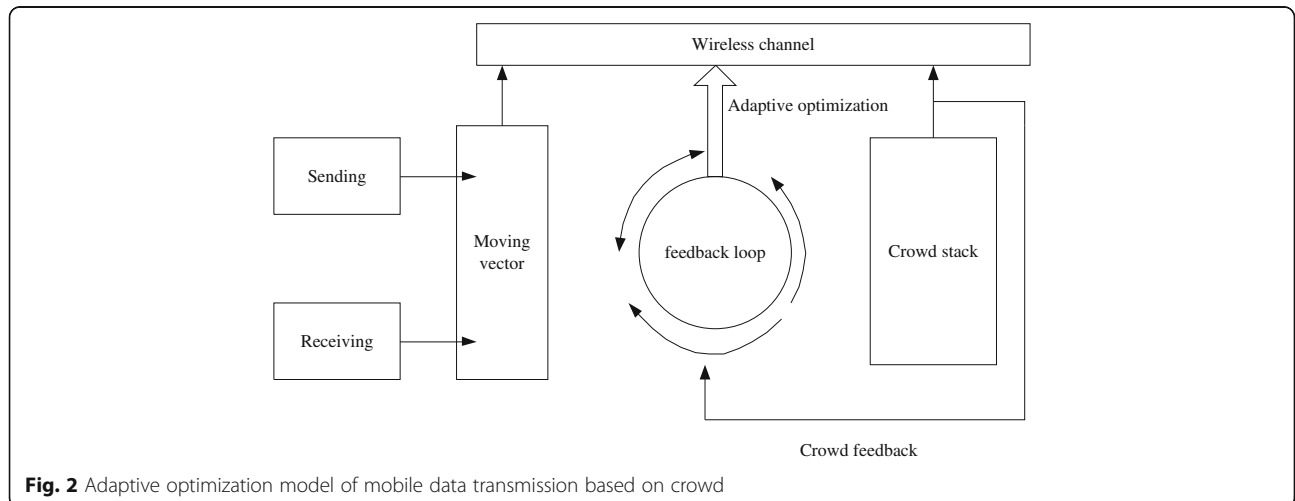 Wireless channel
Adaptive optimization
Sending
Moving
vector
feedback loop
Crowd stack
Receiving
Crowd feedback
Fig. 2 Adaptive optimization model of mobile data transmission based on crowd